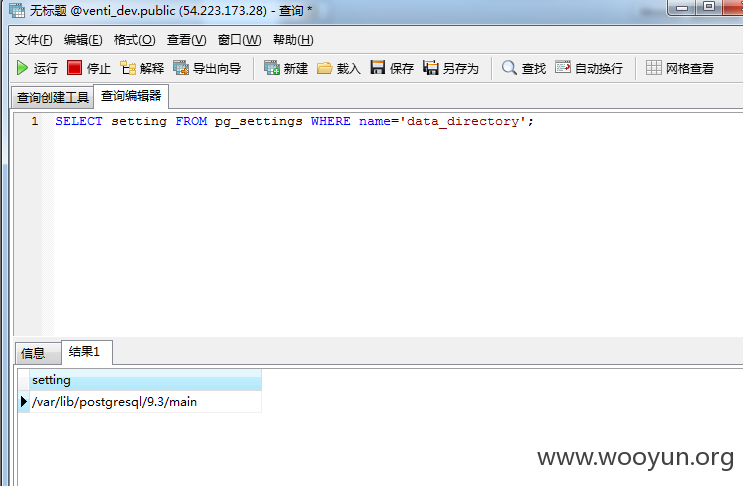 无标题 @venti_dev.public (54.223.173.28) - 查询 *
文件(F) 编辑(E) 格式(O) 查看(V) 窗口(W) 帮助(H)
运行 停止 解释 导出向导 新建 载入 保存 另存为 查找 自动换行 网格查看
查询创建工具 查询编辑器
1 SELECT setting FROM pg_settings WHERE name='data_directory';
信息 结果1
setting
/var/lib/postgresql/9.3/main
www.wooyun.org